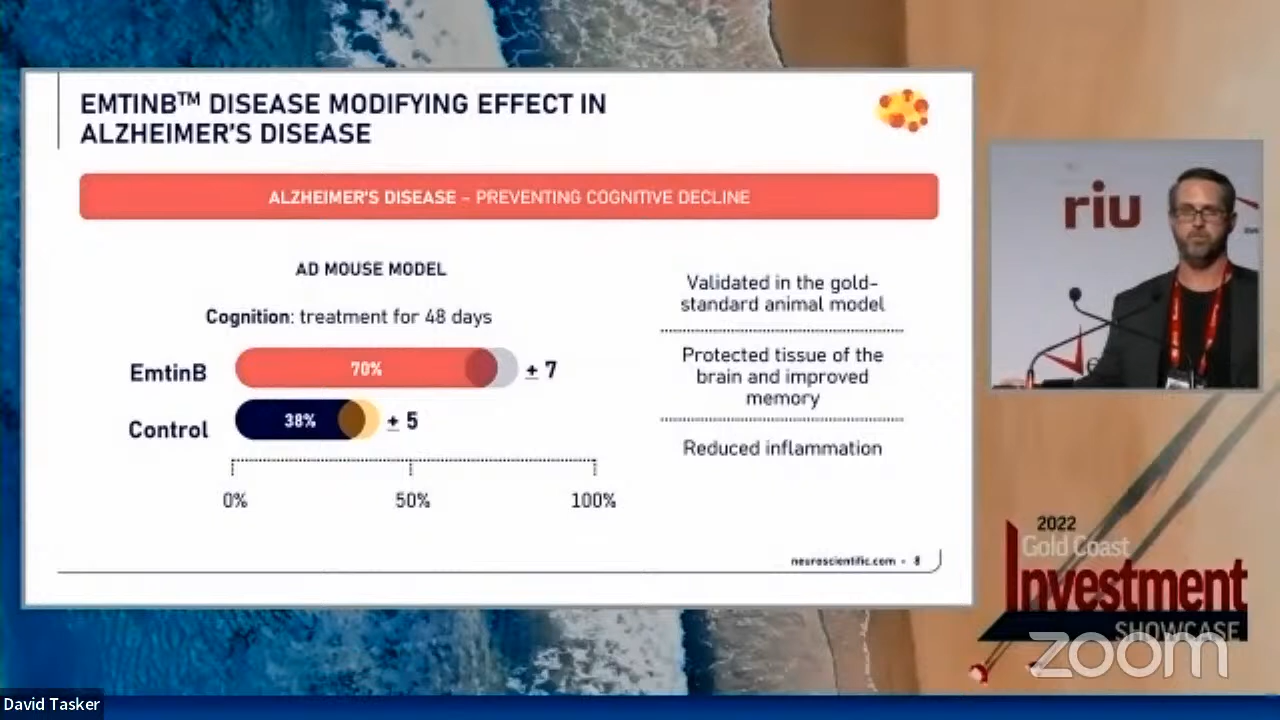 EMTINB™ DISEASE MODIFYING EFFECT IN
ALZHEIMER'S DISEASE
ALZHEIMER'S DISEASE – PREVENTING COGNITIVE DECLINE
AD MOUSE MODEL
Cognition: treatment for 48 days
EmtinB
70%
± 7
Control
38%
± 5
0%
50%
100%
Validated in the gold-
standard animal model
Protected tissue of the
brain and improved
memory
Reduced inflammation
neuroscientific.com - 8
riu
2022
Gold Coast
Investment
SHOWCASE
zoom
David Tasker